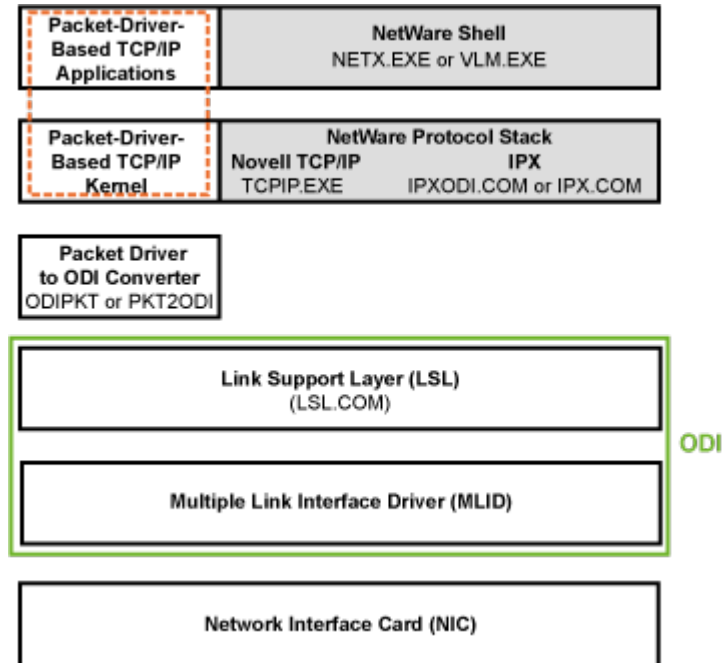 Packet-Driver-
Based TCP/IP
Applications
NetWare Shell
NETX.EXE or VLM.EXE
Packet-Driver-
Based TCP/IP
Kernel
NetWare Protocol Stack
Novell TCP/IP
TCPIP.EXE
IPX
IPXODI.COM or IPX.COM
Packet Driver
to ODI Converter
ODIPKT or PKT2ODI
Link Support Layer (LSL)
(LSL.COM)
ODI
Multiple Link Interface Driver (MLID)
Network Interface Card (NIC)